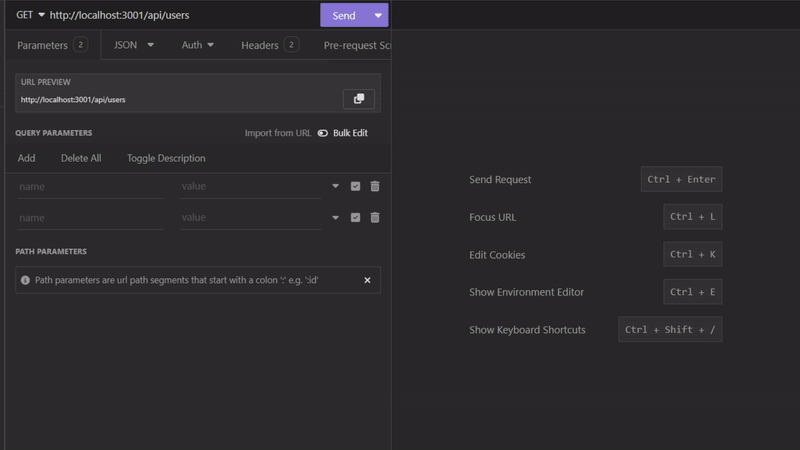 GET http://localhost:3001/api/users Send
Parameters 2 JSON Auth Headers 2 Pre-request Sc
URL PREVIEW
http://localhost:3001/api/users
QUERY PARAMETERS Import from URL Bulk Edit
Add Delete All Toggle Description
name value
name value
PATH PARAMETERS
Path parameters are url path segments that start with a colon ':' e.g. ':id'
Send Request Ctrl + Enter
Focus URL Ctrl + L
Edit Cookies Ctrl + K
Show Environment Editor Ctrl + E
Show Keyboard Shortcuts Ctrl + Shift + /